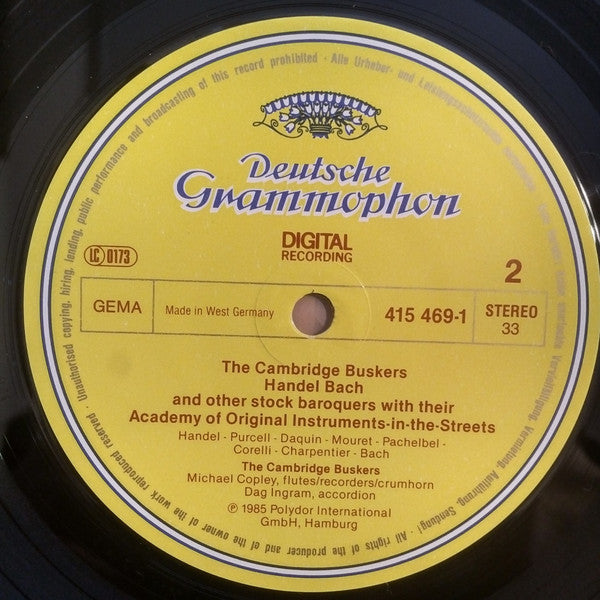 Deutsche
Grammophon
DIGITAL
RECORDING
LC 0173
2
GEMA
Made in West Germany
415 469-1
STEREO
33
The Cambridge Buskers
Handel Bach
and other stock baroquers with their
Academy of Original Instruments-in-the-Streets
Handel - Purcell - Daquin - Mouret - Pachelbel -
Corelli - Charpentier - Bach
The Cambridge Buskers
Michael Copley, flutes/recorders/crumhorn
Dag Ingram, accordion
℗ 1985 Polydor International
GmbH, Hamburg
Alle Urheber- und Leistungsschutzrechte
Vervielfältigung, Vermietung, Aufführung, Sendung! · All rights of the producer and of the owner of the work reproduced reserved · Unauthorised copying, hiring, lending, public performance and broadcasting of this record prohibited ·